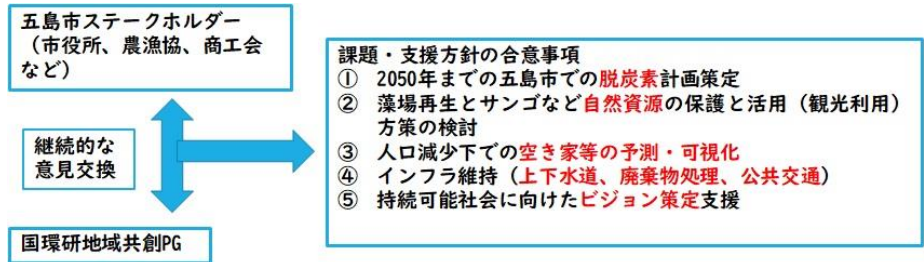 五島市ステークホルダー
（市役所、農漁協、商工会
など）
継続的な
意見交換
国環研地域共創PG
課題・支援方針の合意事項
① 2050年までの五島市での脱炭素計画策定
② 藻場再生とサンゴなど自然資源の保護と活用（観光利用）
方策の検討
③ 人口減少下での空き家等の予測・可視化
④ インフラ維持（上下水道、廃棄物処理、公共交通）
⑤ 持続可能社会に向けたビジョン策定支援